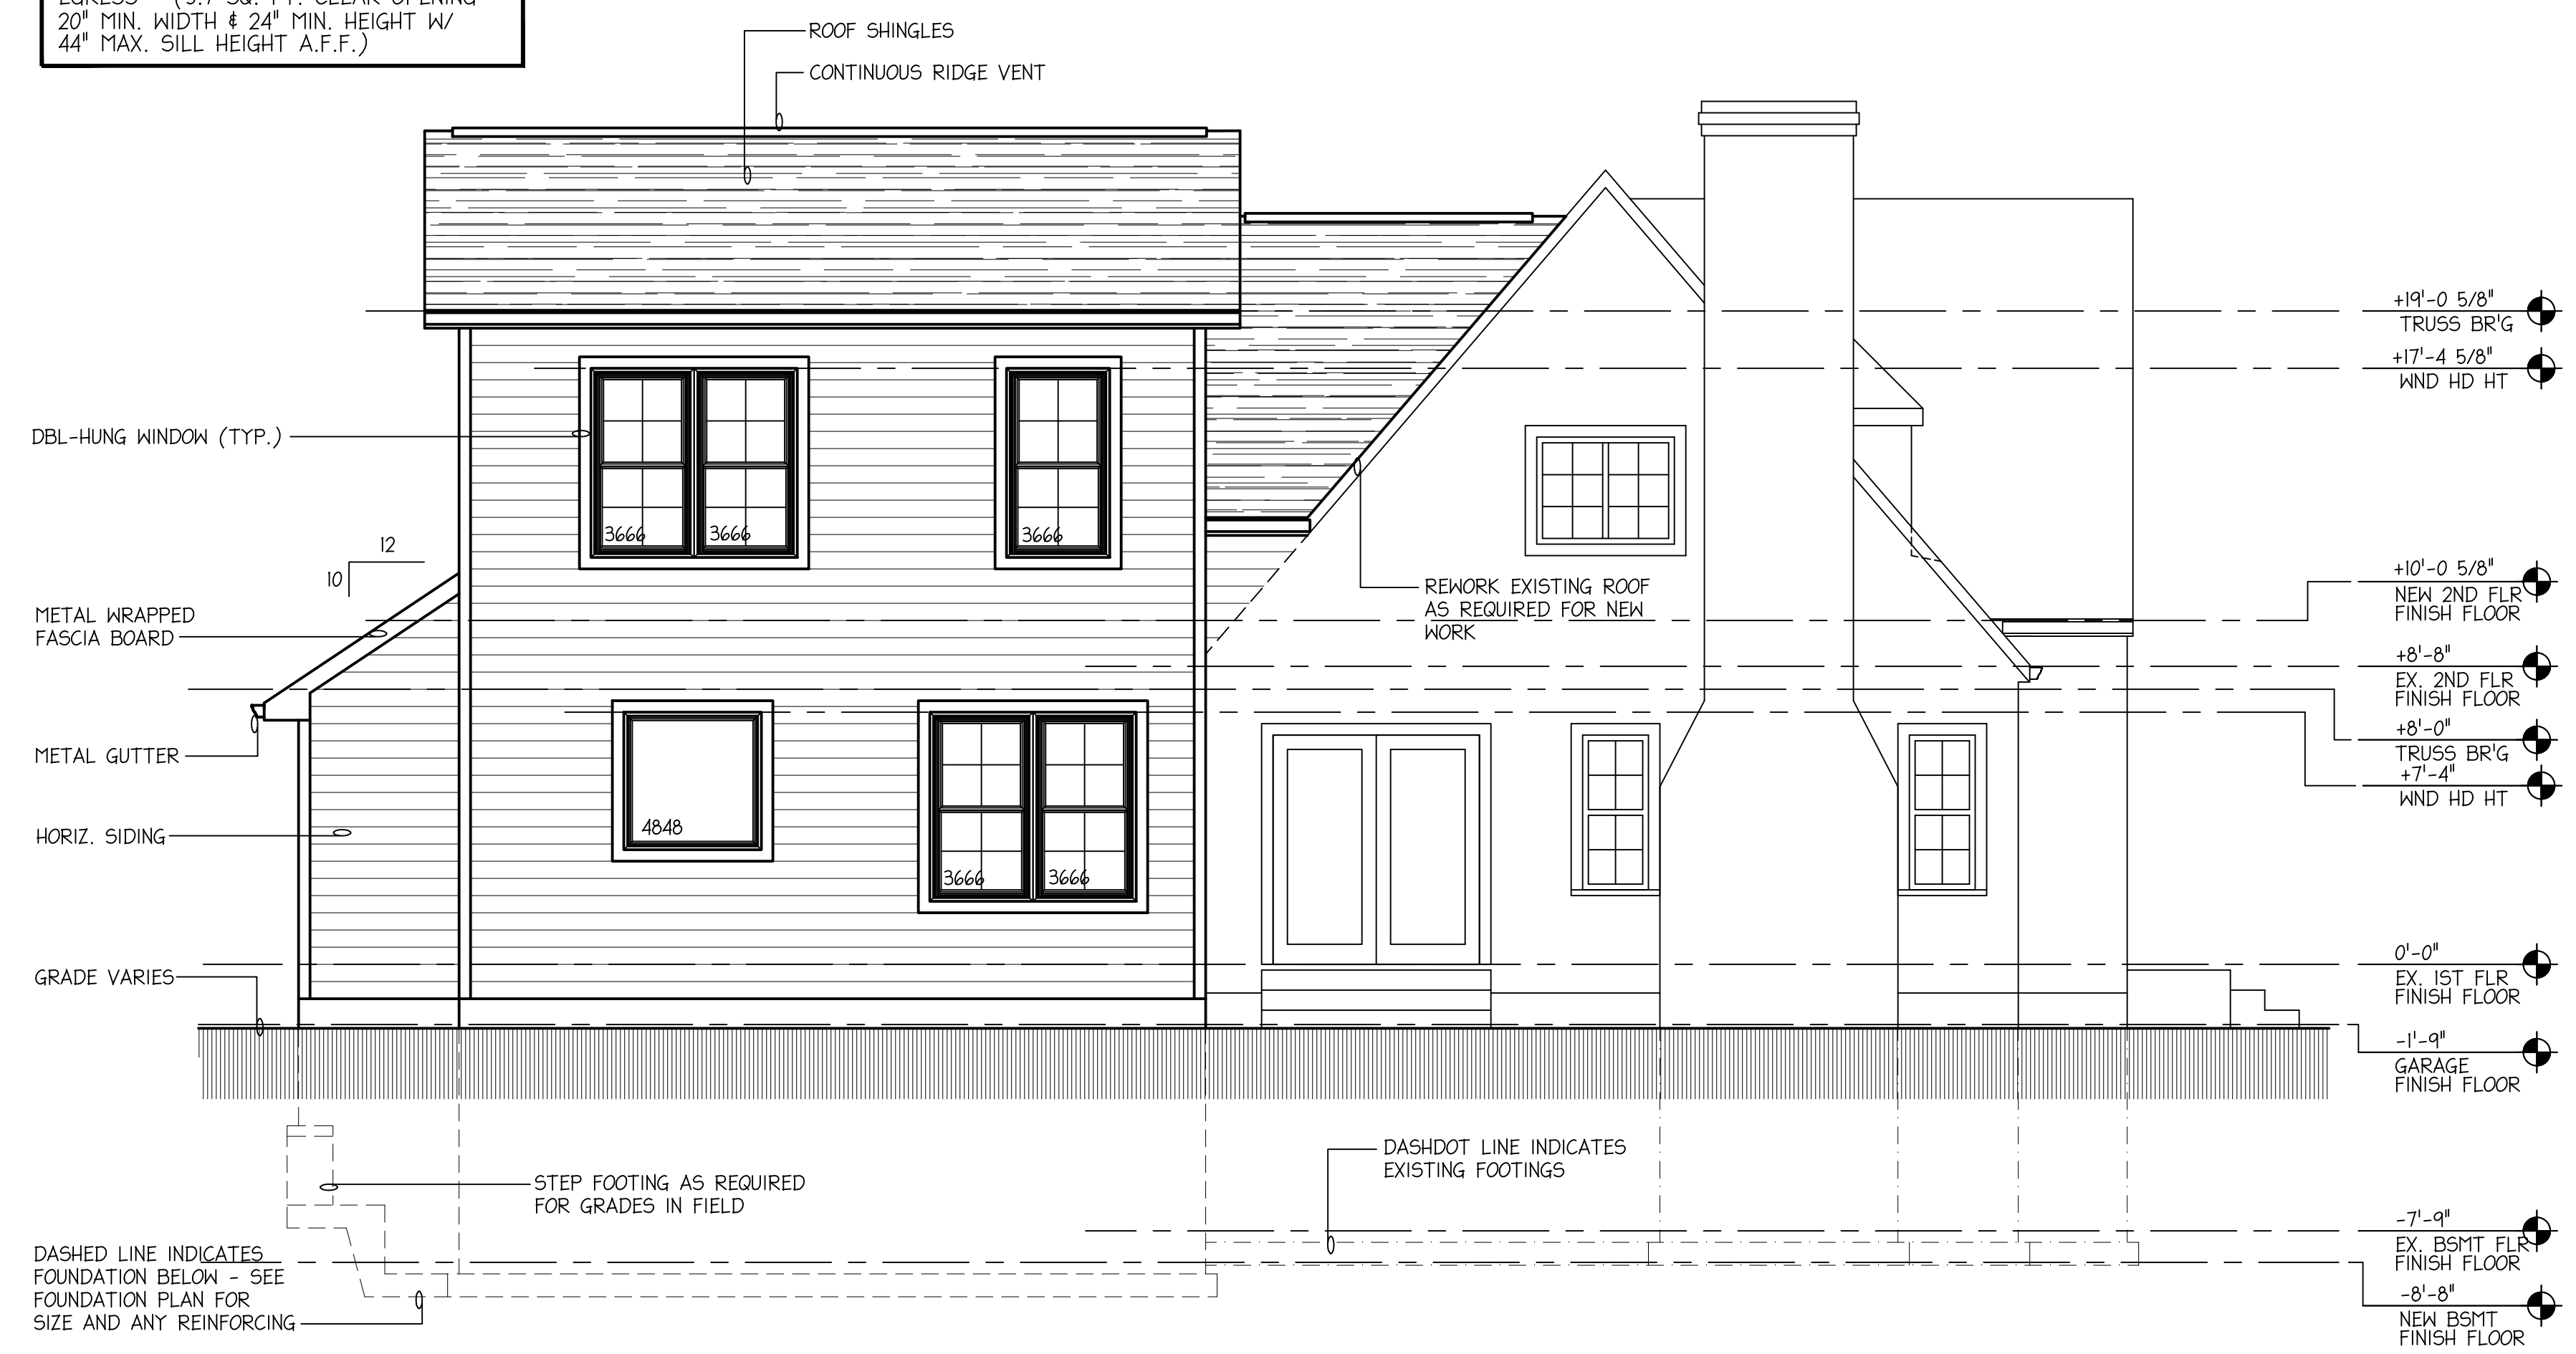 20" MIN. WIDTH & 24" MIN. HEIGHT W/
44" MAX. SILL HEIGHT A.F.F.)
ROOF SHINGLES
CONTINUOUS RIDGE VENT
DBL-HUNG WINDOW (TYP.)
3666
3666
3666
12
10
METAL WRAPPED
FASCIA BOARD
METAL GUTTER
HORIZ. SIDING
GRADE VARIES
4848
3666
3666
REWORK EXISTING ROOF
AS REQUIRED FOR NEW
WORK
+19'-0 5/8"
TRUSS BR'G
+17'-4 5/8"
WND HD HT
+10'-0 5/8"
NEW 2ND FLR
FINISH FLOOR
+8'-8"
EX. 2ND FLR
FINISH FLOOR
+8'-0"
TRUSS BR'G
+7'-4"
WND HD HT
0'-0"
EX. 1ST FLR
FINISH FLOOR
-1'-9"
GARAGE
FINISH FLOOR
STEP FOOTING AS REQUIRED
FOR GRADES IN FIELD
DASHDOT LINE INDICATES
EXISTING FOOTINGS
DASHED LINE INDICATES
FOUNDATION BELOW - SEE
FOUNDATION PLAN FOR
SIZE AND ANY REINFORCING
-7'-9"
EX. BSMT FLR
FINISH FLOOR
-8'-8"
NEW BSMT
FINISH FLOOR